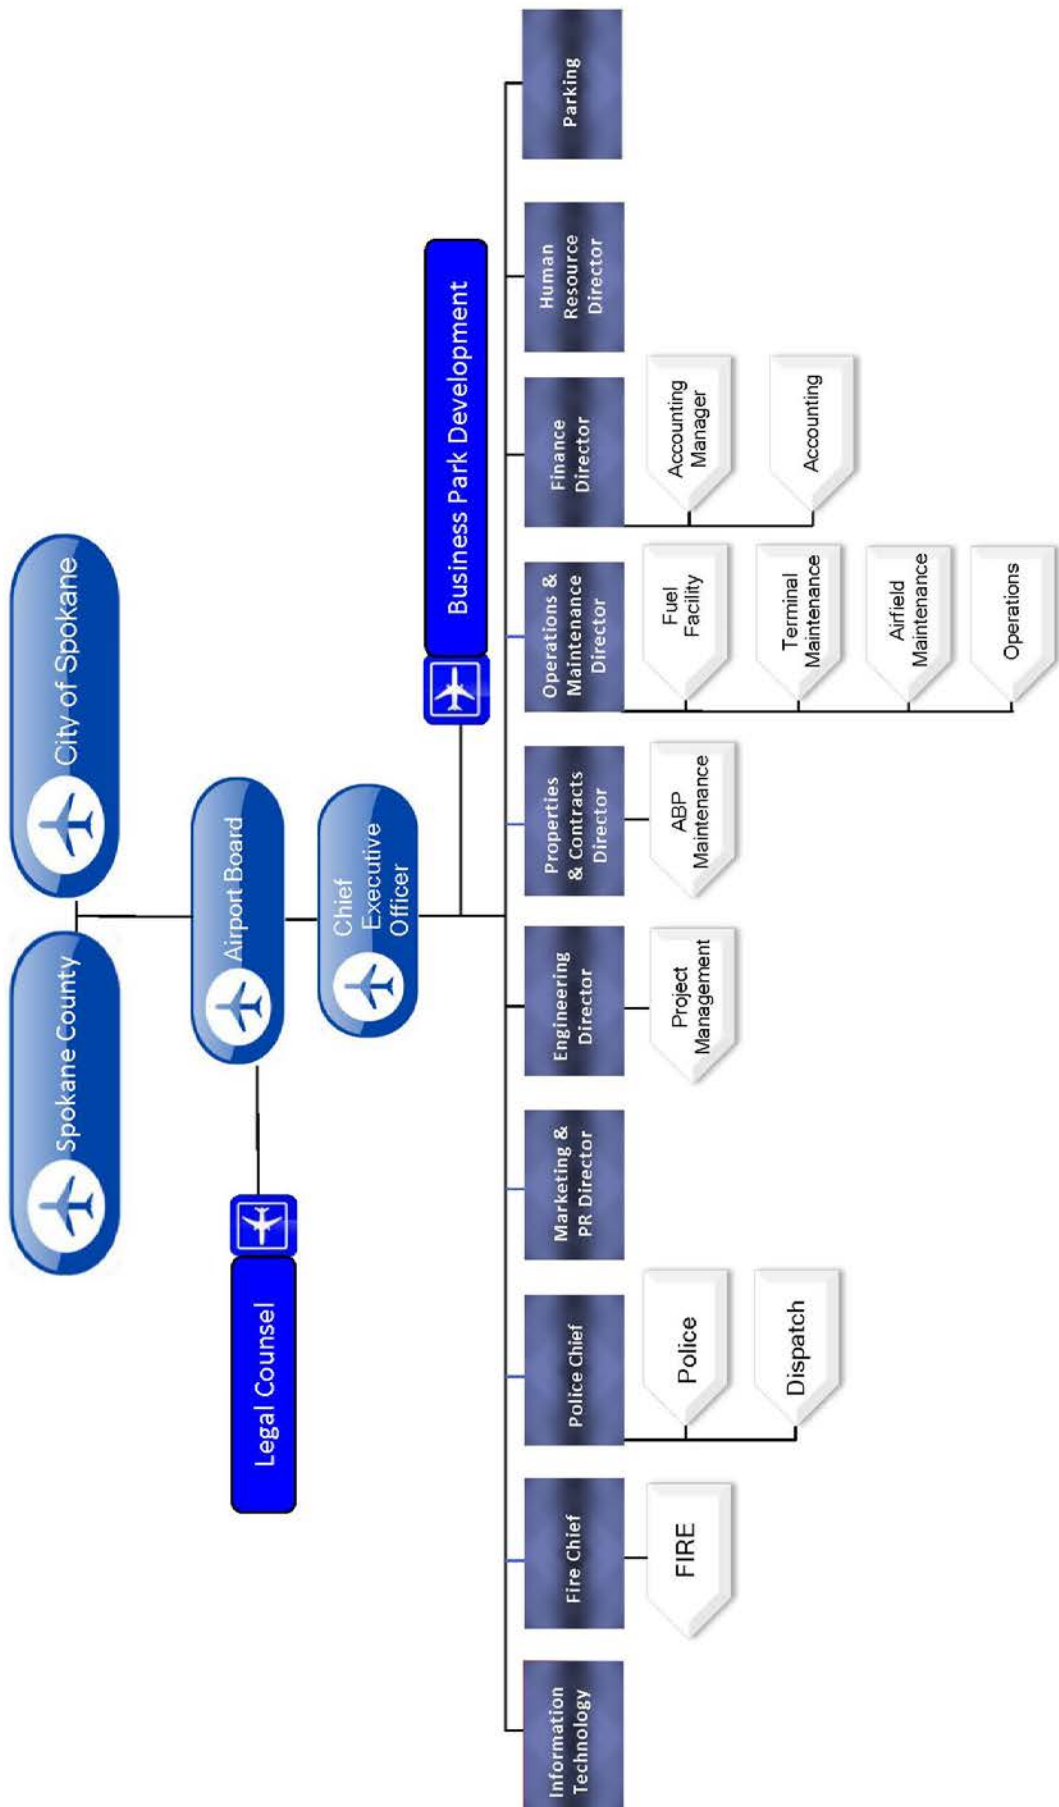 Spokane County
City of Spokane
Airport Board
Legal Counsel
Chief
Executive
Officer
Business Park Development
Information
Technology
Fire Chief
Police Chief
Marketing &
PR Director
Engineering
Director
Properties
& Contracts
Director
Operations &
Maintenance
Director
Finance
Director
Human
Resource
Director
Parking
FIRE
Police
Dispatch
Project
Management
ABP
Maintenance
Fuel
Facility
Terminal
Maintenance
Airfield
Maintenance
Operations
Accounting
Manager
Accounting